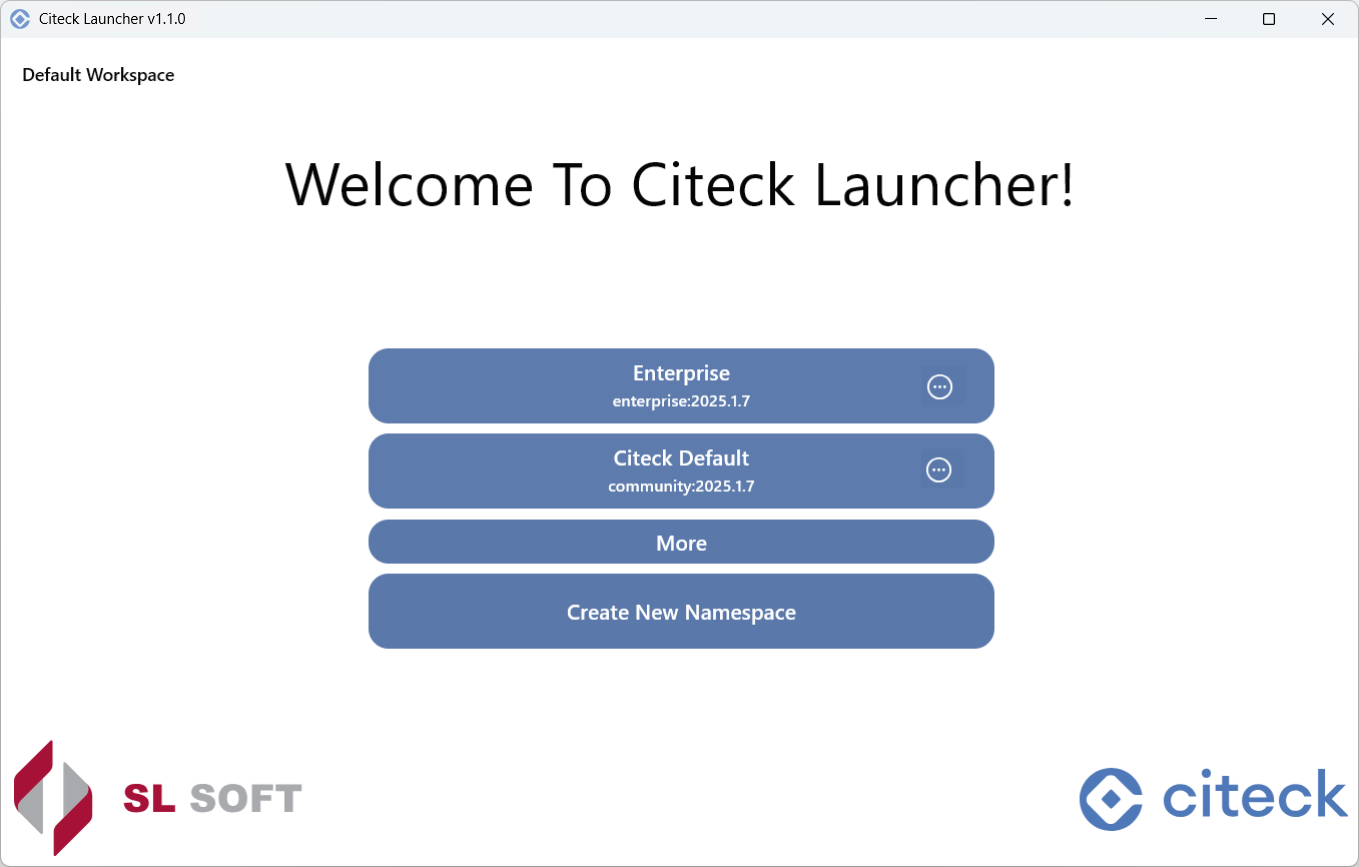 Citeck Launcher v1.1.0
Default Workspace
Welcome To Citeck Launcher!
Enterprise
enterprise:2025.1.7
Citeck Default
community:2025.1.7
More
Create New Namespace
SL SOFT
citeck